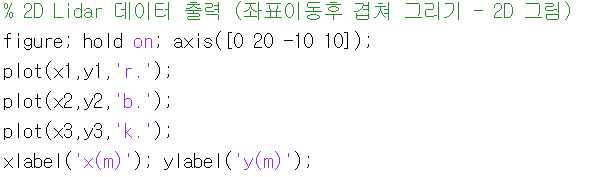 % 2D Lidar 데이터 출력 (좌표이동후 겹쳐 그리기 - 2D 그림)
figure; hold on; axis([0 20 -10 10]);
plot(x1,y1,'r.');
plot(x2,y2,'b.');
plot(x3,y3,'k.');
xlabel('x(m)'); ylabel('y(m)');